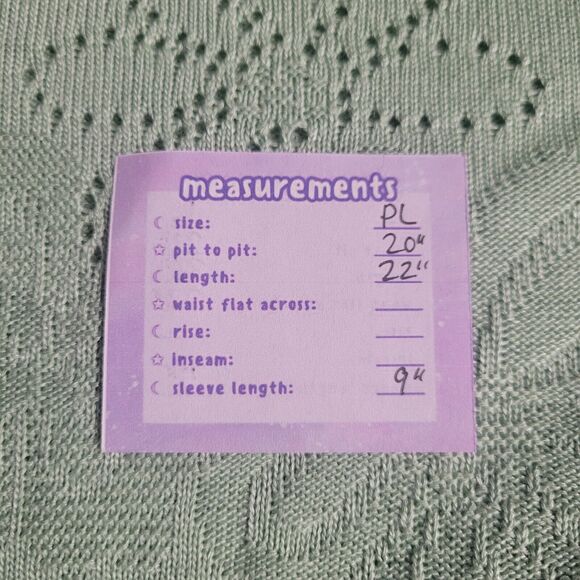 measurements
size: PL
pit to pit: 20"
length: 22"
waist flat across:
rise:
inseam:
sleeve length: 9"